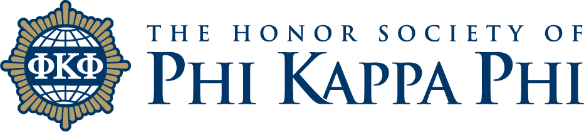 ΦΚΦ
THE HONOR SOCIETY OF
PHI KAPPA PHI